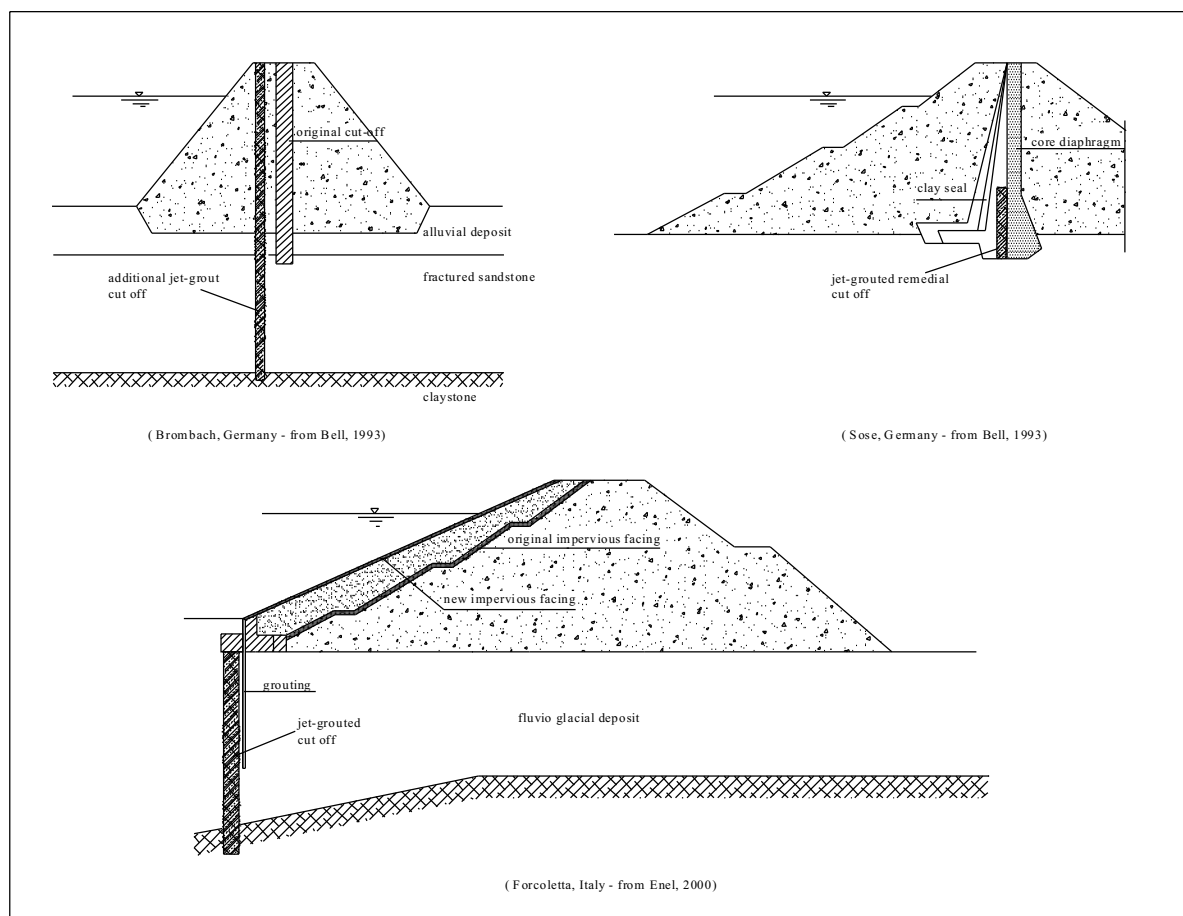 original cut-off
alluvial deposit
additional jet-grout
cut off
fractured sandstone
claystone
( Brombach, Germany - from Bell, 1993)
core diaphragm
clay seal
jet-grouted remedial
cut off
( Sose, Germany - from Bell, 1993)
original impervious facing
new impervious facing
grouting
jet-grouted
cut off
fluvio glacial deposit
( Forcoletta, Italy - from Enel, 2000)